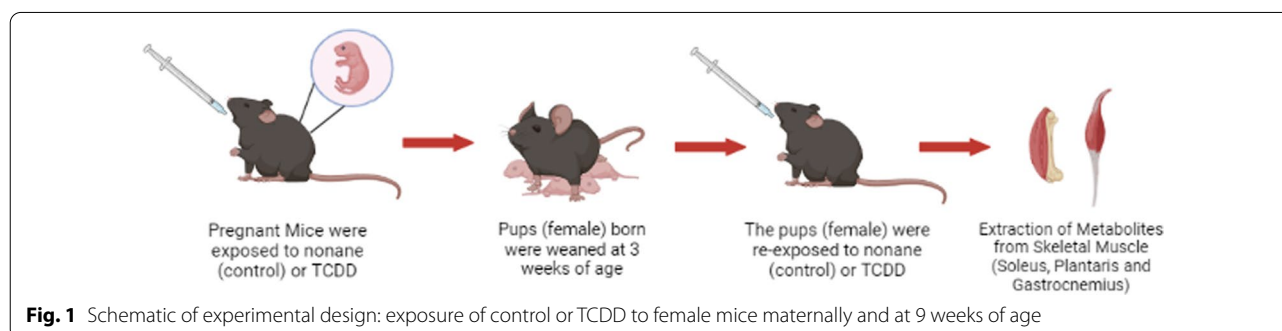 Pregnant Mice were
exposed to nonane
(control) or TCDD
Pups (female) born
were weaned at 3
weeks of age
The pups (female) were
re-exposed to nonane
(control) or TCDD
Extraction of Metabolites
from Skeletal Muscle
(Soleus, Plantaris and
Gastrocnemius)
Fig. 1 Schematic of experimental design: exposure of control or TCDD to female mice maternally and at 9 weeks of age